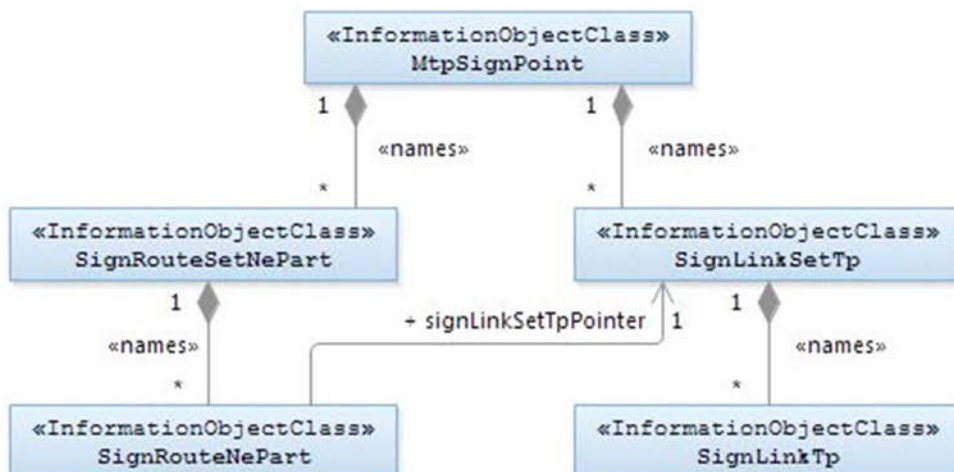 «InformationObjectClass»
MtpSignPoint
1
1
«names»
«names»
*
*
«InformationObjectClass»
SignRouteSetNePart
«InformationObjectClass»
SignLinkSetTp
1
+ signLinkSetTpPointer
1
1
«names»
«names»
*
*
«InformationObjectClass»
SignRouteNePart
«InformationObjectClass»
SignLinkTp